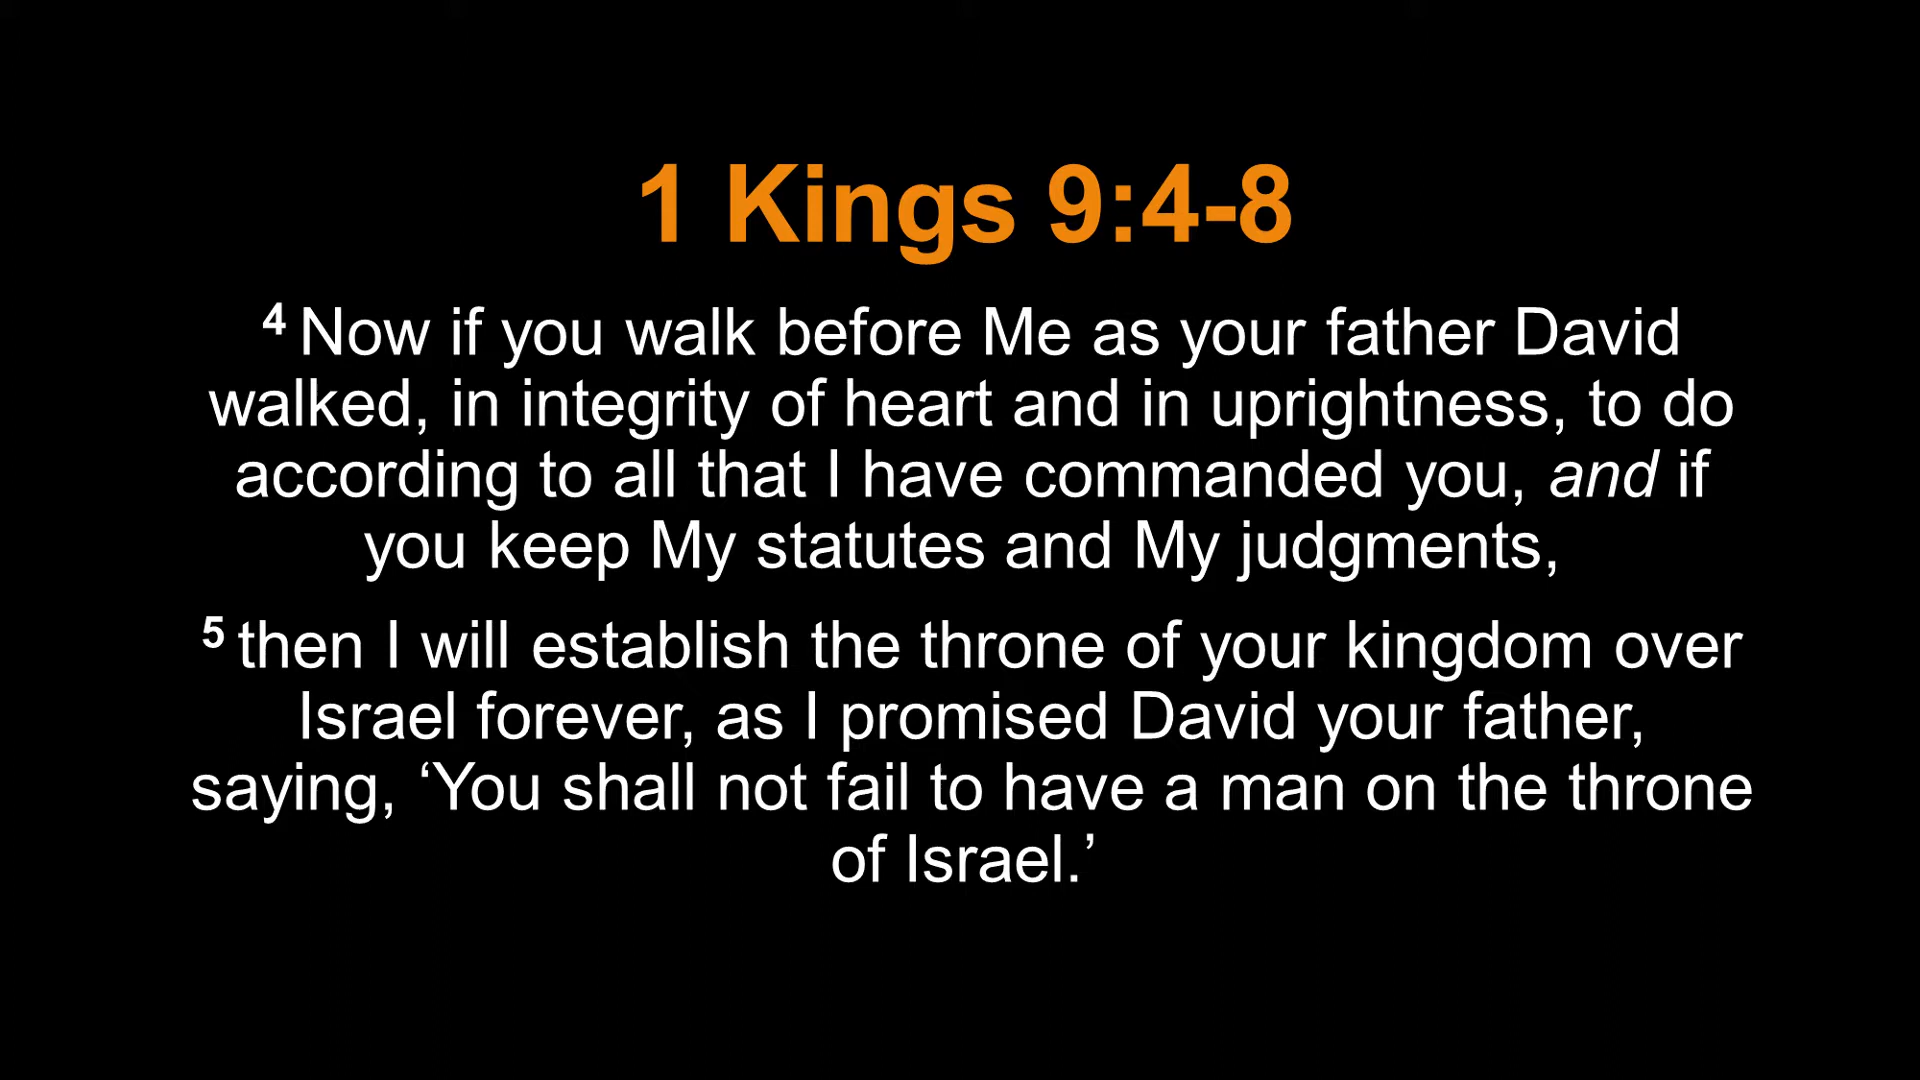 1 Kings 9:4-8
4 Now if you walk before Me as your father David
walked, in integrity of heart and in uprightness, to do
according to all that I have commanded you, and if
you keep My statutes and My judgments,
5 then I will establish the throne of your kingdom over
Israel forever, as I promised David your father,
saying, ‘You shall not fail to have a man on the throne
of Israel.’